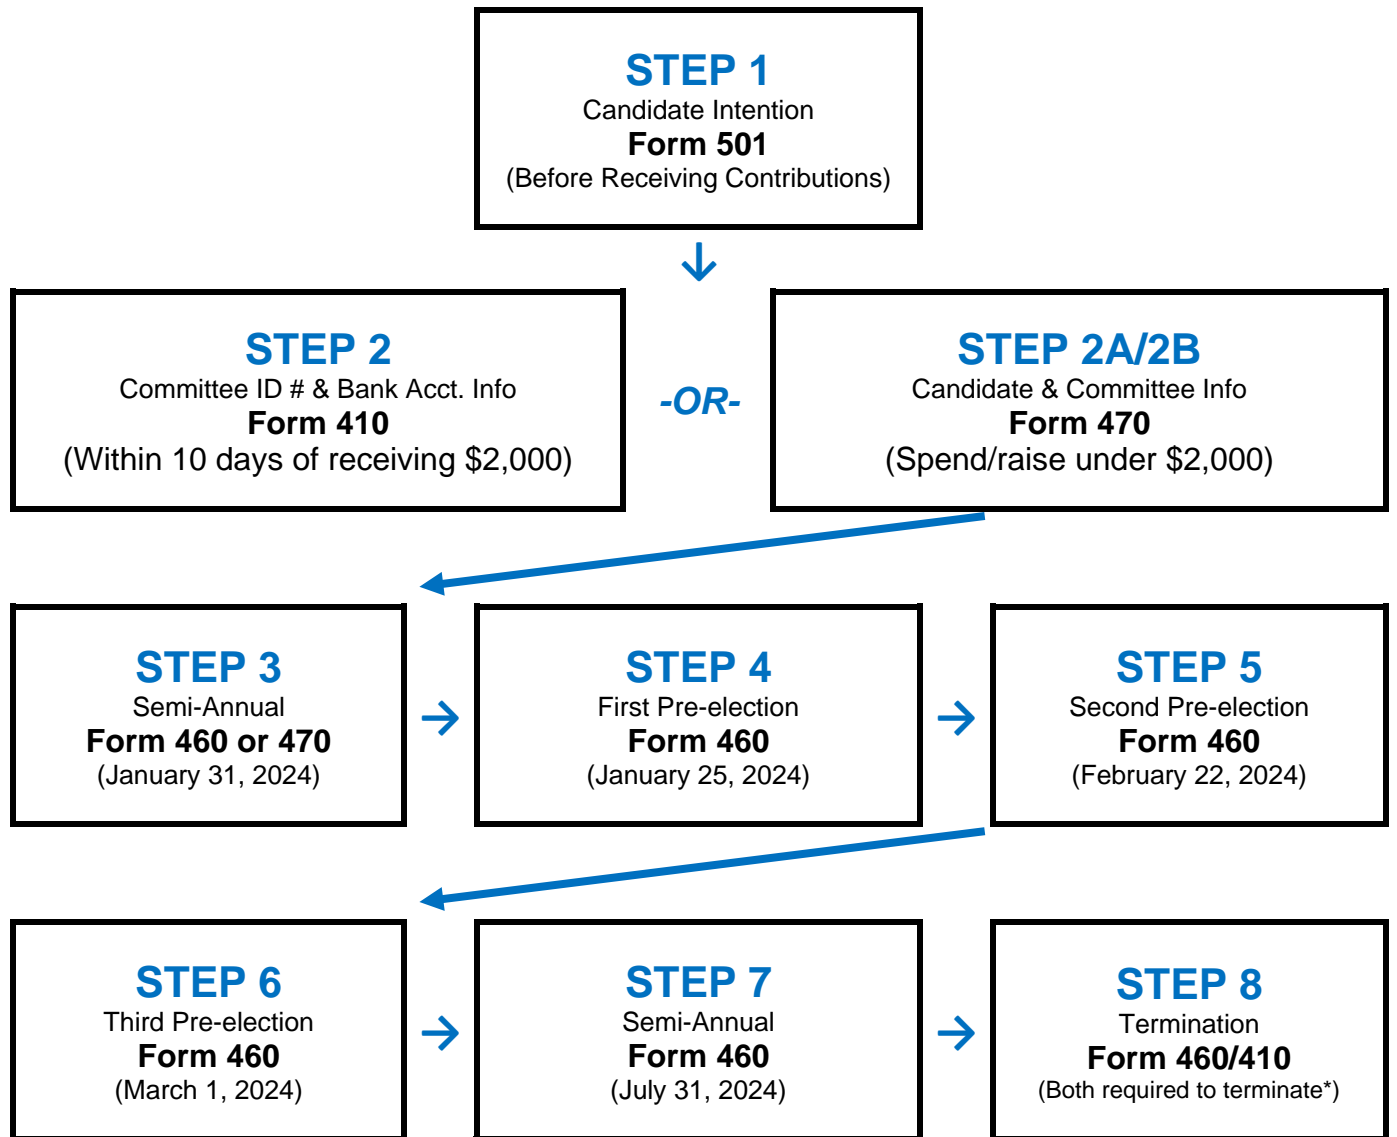 STEP 1
Candidate Intention
Form 501
(Before Receiving Contributions)
STEP 2
Committee ID # & Bank Acct. Info
Form 410
(Within 10 days of receiving $2,000)
-OR-
STEP 2A/2B
Candidate & Committee Info
Form 470
(Spend/raise under $2,000)
STEP 3
Semi-Annual
Form 460 or 470
(January 31, 2024)
STEP 4
First Pre-election
Form 460
(January 25, 2024)
STEP 5
Second Pre-election
Form 460
(February 22, 2024)
STEP 6
Third Pre-election
Form 460
(March 1, 2024)
STEP 7
Semi-Annual
Form 460
(July 31, 2024)
STEP 8
Termination
Form 460/410
(Both required to terminate*)